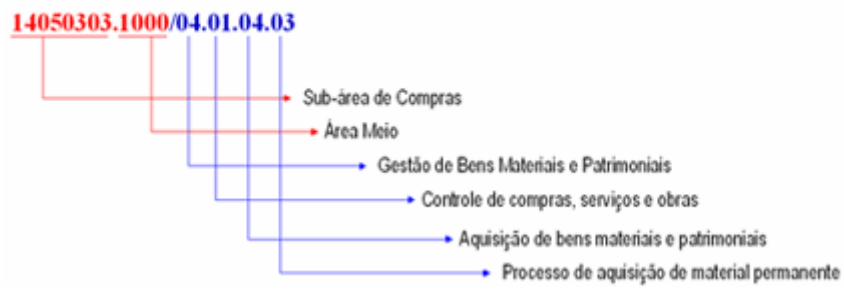 14050303.1000/04.01.04.03
Sub-área de Compras
Área Meio
Gestão de Bens Materiais e Patrimoniais
Controle de compras, serviços e obras
Aquisição de bens materiais e patrimoniais
Processo de aquisição de material permanente